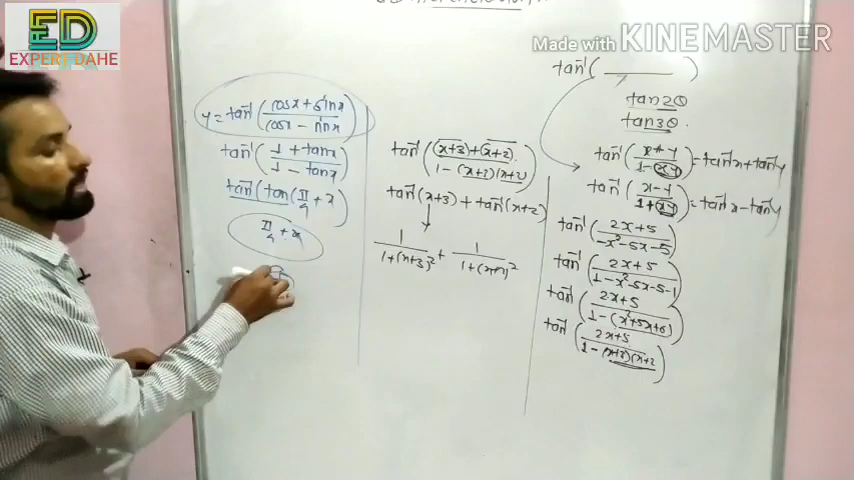 ED
EXPERT DAHE
Made with KINEMASTER
y = tan⁻¹ (cosx + sinx / cosx - sinx)
tan⁻¹ (1 + tanx / 1 - tanx)
tan⁻¹ (tan(π/4 + x)
π/4 + x
tan⁻¹ ((x+3)+(x+2) / 1-(x+3)(x+2))
tan⁻¹(x+3) + tan⁻¹(x+2)
1 / 1+(x+3)² + 1 / 1+(x+2)²
tan⁻¹ ( )
tan2θ
tan3θ.
tan⁻¹ (x+y / 1-xy) = tan⁻¹x + tan⁻¹y
tan⁻¹ (x-y / 1+xy) = tan⁻¹x - tan⁻¹y
tan⁻¹ (2x+5 / -x²-5x-5)
tan⁻¹ (2x+5 / 1-x²-5x-5-1)
tan⁻¹ (2x+5 / 1-(x²+5x+6))
tan⁻¹ (2x+5 / 1-(x+3)(x+2)